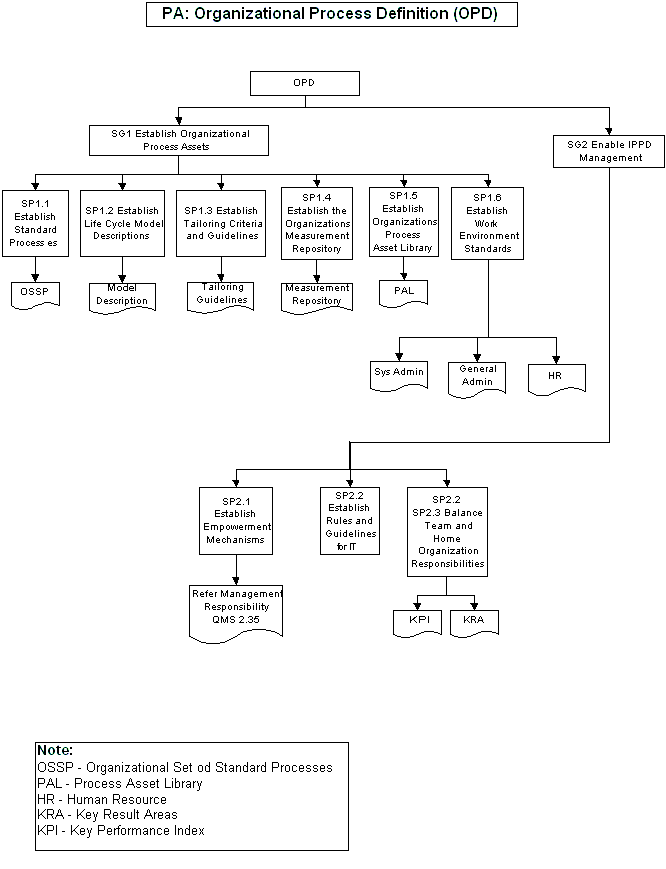 PA: Organizational Process Definition (OPD)
OPD
SG1 Establish Organizational
Process Assets
SG2 Enable IPPD
Management
SP1.1
Establish
Standard
Process es
SP1.2 Establish
Life Cycle Model
Descriptions
SP1.3 Establish
Tailoring Criteria
and Guidelines
SP1.4
Establish the
Organizations
Measurement
Repository
SP1.5
Establish
Organizations
Process
Asset Library
SP1.6
Establish
Work
Environment
Standards
OSSP
Model
Description
Tailoring
Guidelines
Measurement
Repository
PAL
Sys Admin
General
Admin
HR
SP2.1
Establish
Empowerment
Mechanisms
SP2.2
Establish
Rules and
Guidelines
for IT
SP2.2
SP2.3 Balance
Team and
Home
Organization
Responsibilities
Refer Management
Responsibility
QMS 2.35
KPI
KRA
Note:
OSSP - Organizational Set od Standard Processes
PAL - Process Asset Library
HR - Human Resource
KRA - Key Result Areas
KPI - Key Performance Index